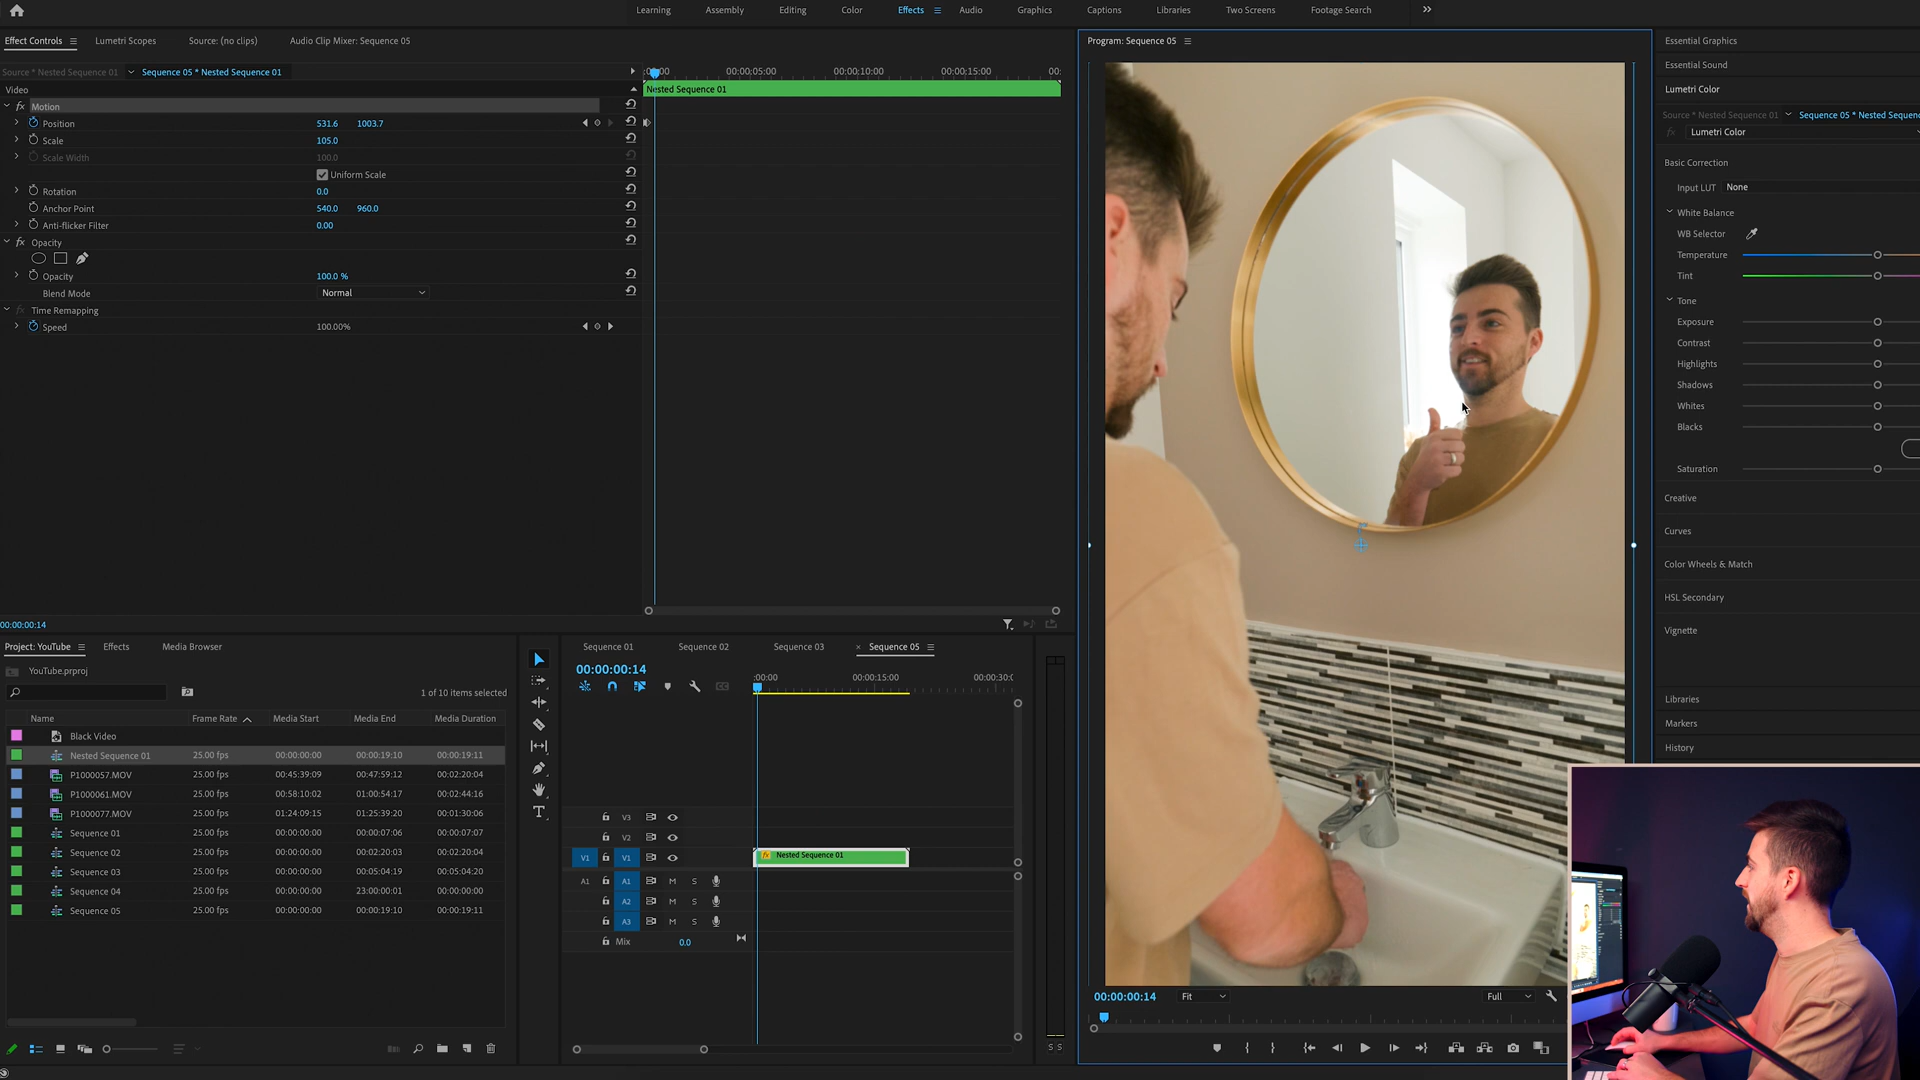 Learning Assembly Editing Color Effects Audio Graphics Captions Libraries Two Screens Footage Search
Effect Controls Lumetri Scopes Source: (no clips) Audio Clip Mixer: Sequence 05
Source * Nested Sequence 01 Sequence 05 * Nested Sequence 01
:00:00 00:00:05:00 00:00:10:00 00:00:15:00 00:
Video
Nested Sequence 01
fx Motion
Position 531.6 1003.7
Scale 105.0
Scale Width 100.0
Uniform Scale
Rotation 0.0
Anchor Point 540.0 960.0
Anti-flicker Filter 0.00
fx Opacity
Opacity 100.0 %
Blend Mode Normal
fx Time Remapping
Speed 100.00%
00:00:00:14
Program: Sequence 05
00:00:00:14 Fit Full
Essential Graphics
Essential Sound
Lumetri Color
Source * Nested Sequence 01 Sequence 05 * Nested Sequen
fx Lumetri Color
Basic Correction
Input LUT None
White Balance
WB Selector
Temperature
Tint
Tone
Exposure
Contrast
Highlights
Shadows
Whites
Blacks
Saturation
Creative
Curves
Color Wheels & Match
HSL Secondary
Vignette
Libraries
Markers
History
Project: YouTube Effects Media Browser
YouTube.prproj
1 of 10 items selected
Name Frame Rate Media Start Media End Media Duration
Black Video
Nested Sequence 01 25.00 fps 00:00:00:00 00:00:19:10 00:00:19:11
P1000057.MOV 25.00 fps 00:45:39:09 00:47:59:12 00:02:20:04
P1000061.MOV 25.00 fps 00:58:10:02 01:00:54:17 00:02:44:16
P1000077.MOV 25.00 fps 01:24:09:15 01:25:39:20 00:01:30:06
Sequence 01 25.00 fps 00:00:00:00 00:00:07:06 00:00:07:07
Sequence 02 25.00 fps 00:00:00:00 00:02:20:03 00:02:20:04
Sequence 03 25.00 fps 00:00:00:00 00:05:04:19 00:05:04:20
Sequence 04 25.00 fps 00:00:00:00 23:00:00:01 00:00:00:00
Sequence 05 25.00 fps 00:00:00:00 00:00:19:10 00:00:19:11
Sequence 01 Sequence 02 Sequence 03 × Sequence 05
00:00:00:14
:00:00 00:00:15:00 00:00:30:0
V3
V2
V1 V1 fx Nested Sequence 01
A1 A1 M S
A2 M S
A3 M S
Mix 0.0
S S